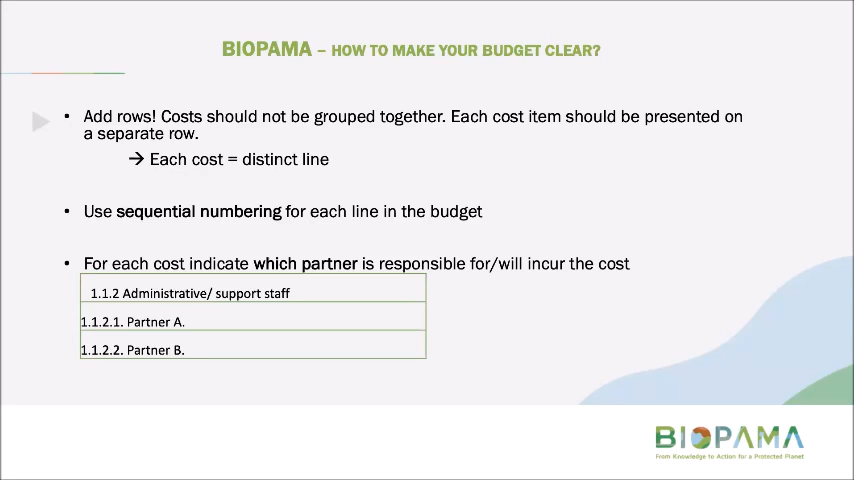 BIOPAMA – HOW TO MAKE YOUR BUDGET CLEAR?
• Add rows! Costs should not be grouped together. Each cost item should be presented on
a separate row.
→ Each cost = distinct line
• Use sequential numbering for each line in the budget
• For each cost indicate which partner is responsible for/will incur the cost
1.1.2 Administrative/ support staff
1.1.2.1. Partner A.
1.1.2.2. Partner B.
BIOPAMA
From Knowledge to Action for a Protected Planet